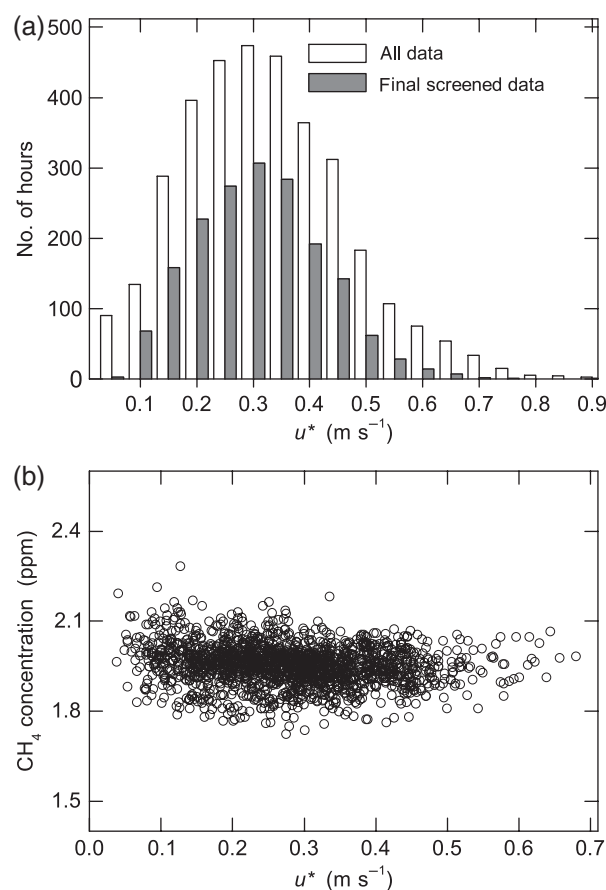 (a)
500
400
300
200
100
0
No. of hours
All data
Final screened data
0.1 0.2 0.3 0.4 0.5 0.6 0.7 0.8 0.9
u* (m s⁻¹)
(b)
2.4
2.1
1.8
1.5
CH₄ concentration (ppm)
0.0 0.1 0.2 0.3 0.4 0.5 0.6 0.7
u* (m s⁻¹)